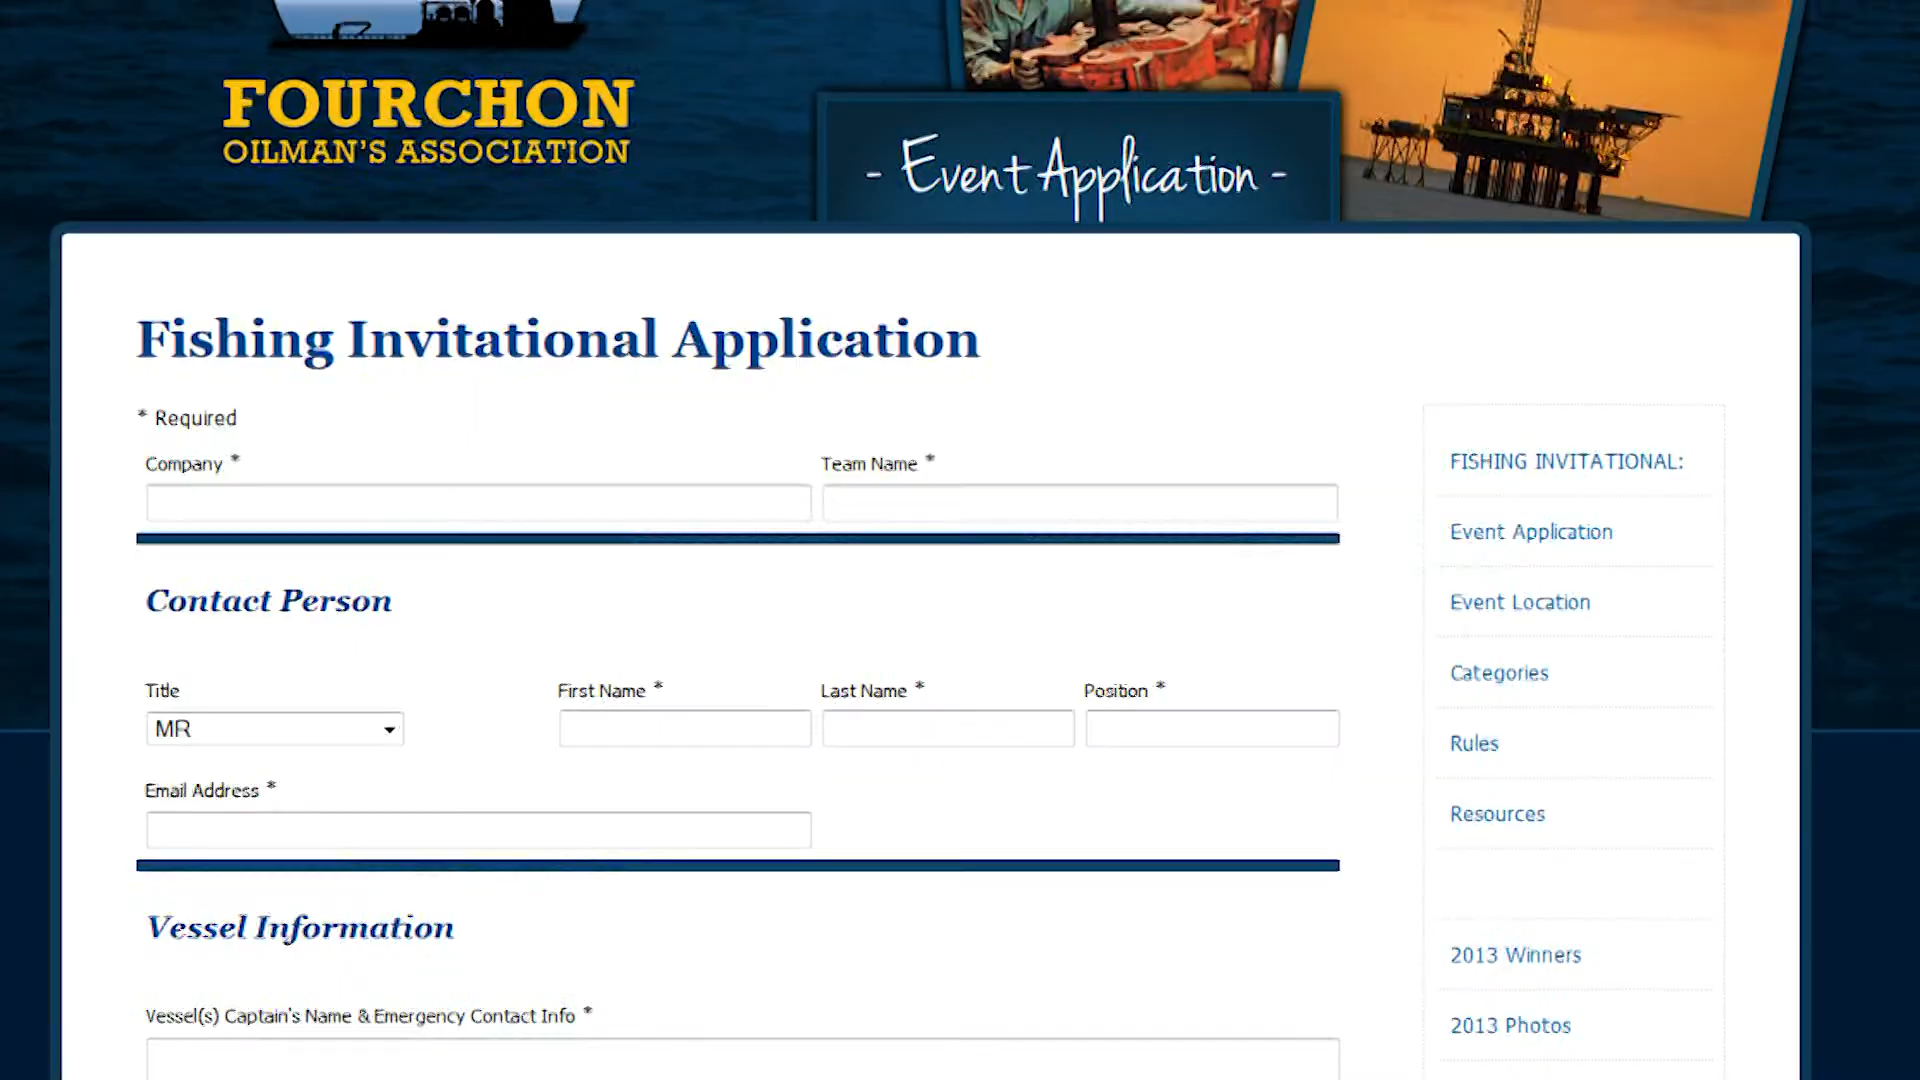 FOURCHON
OILMAN'S ASSOCIATION
- Event Application -
Fishing Invitational Application
* Required
Company *
Team Name *
Contact Person
Title
First Name *
Last Name *
Position *
MR
Email Address *
Vessel Information
Vessel(s) Captain's Name & Emergency Contact Info *
FISHING INVITATIONAL:
Event Application
Event Location
Categories
Rules
Resources
2013 Winners
2013 Photos